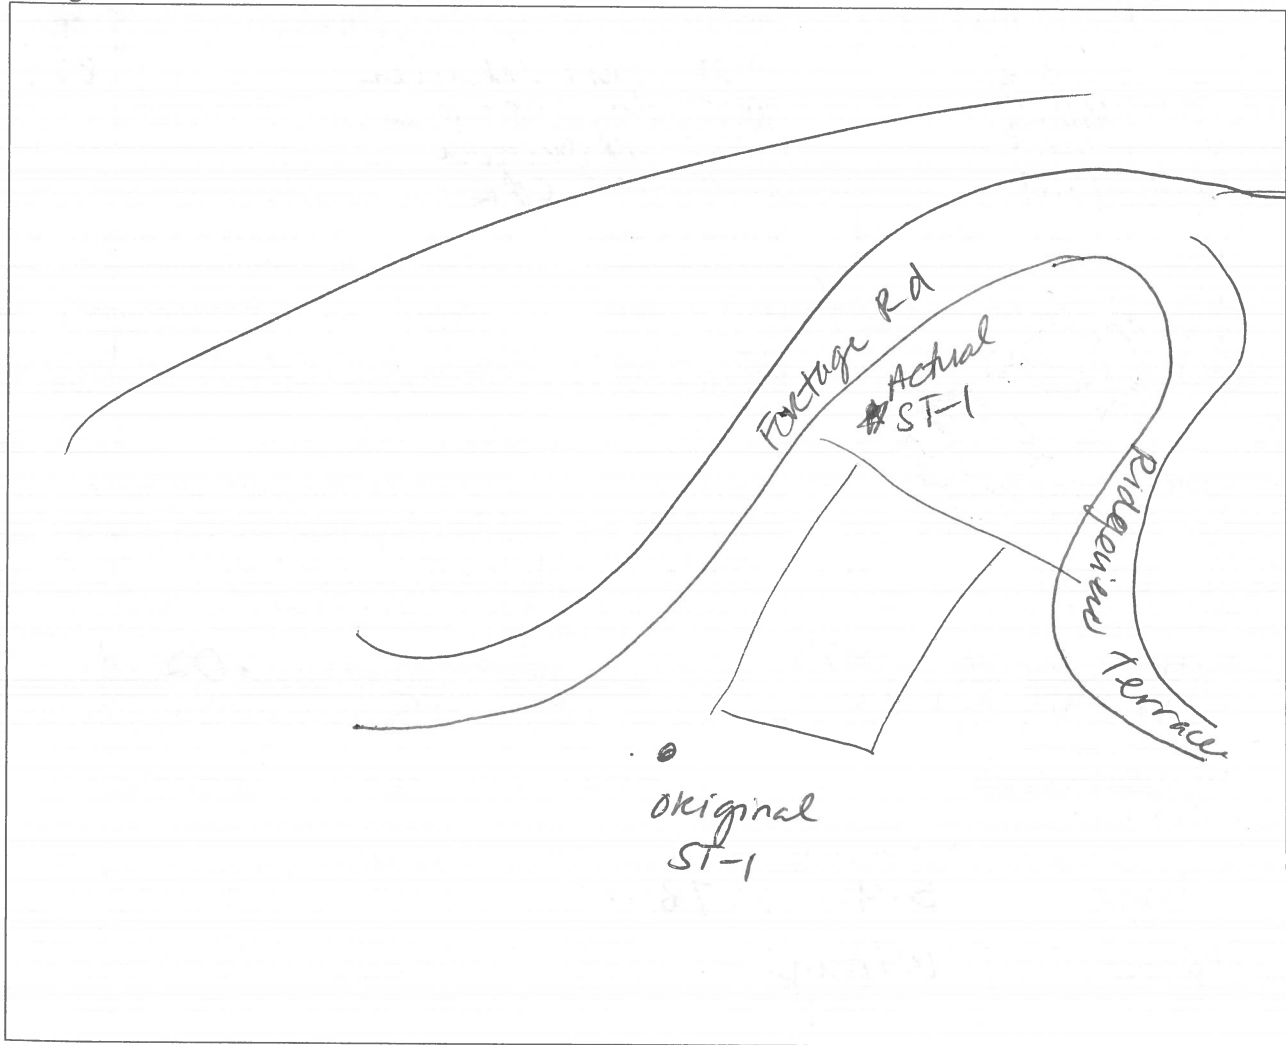 Portage Rd
Actual
ST-1
Ridgeview Terrace
Original
ST-1